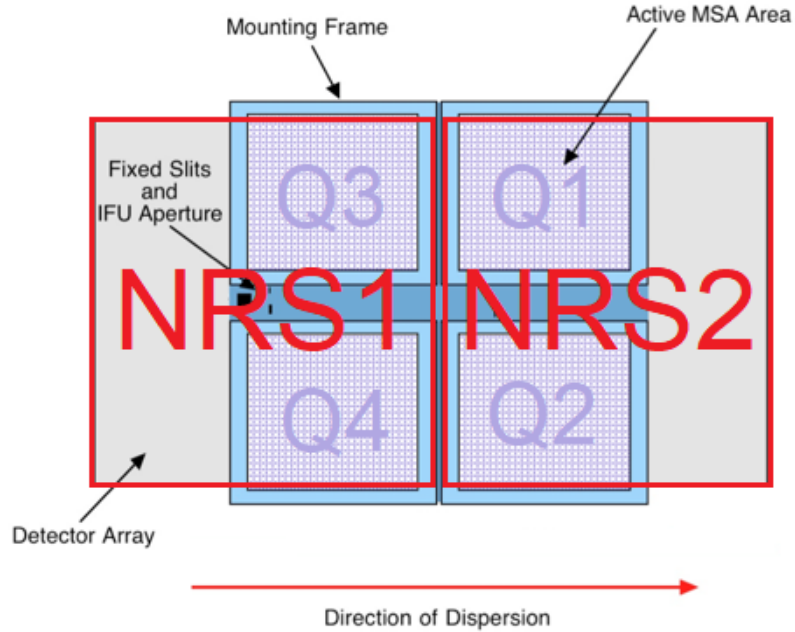 Active MSA Area
Mounting Frame
Fixed Slits
and
IFU Aperture
Q3
Q1
NRS1
NRS2
Q4
Q2
Detector Array
Direction of Dispersion